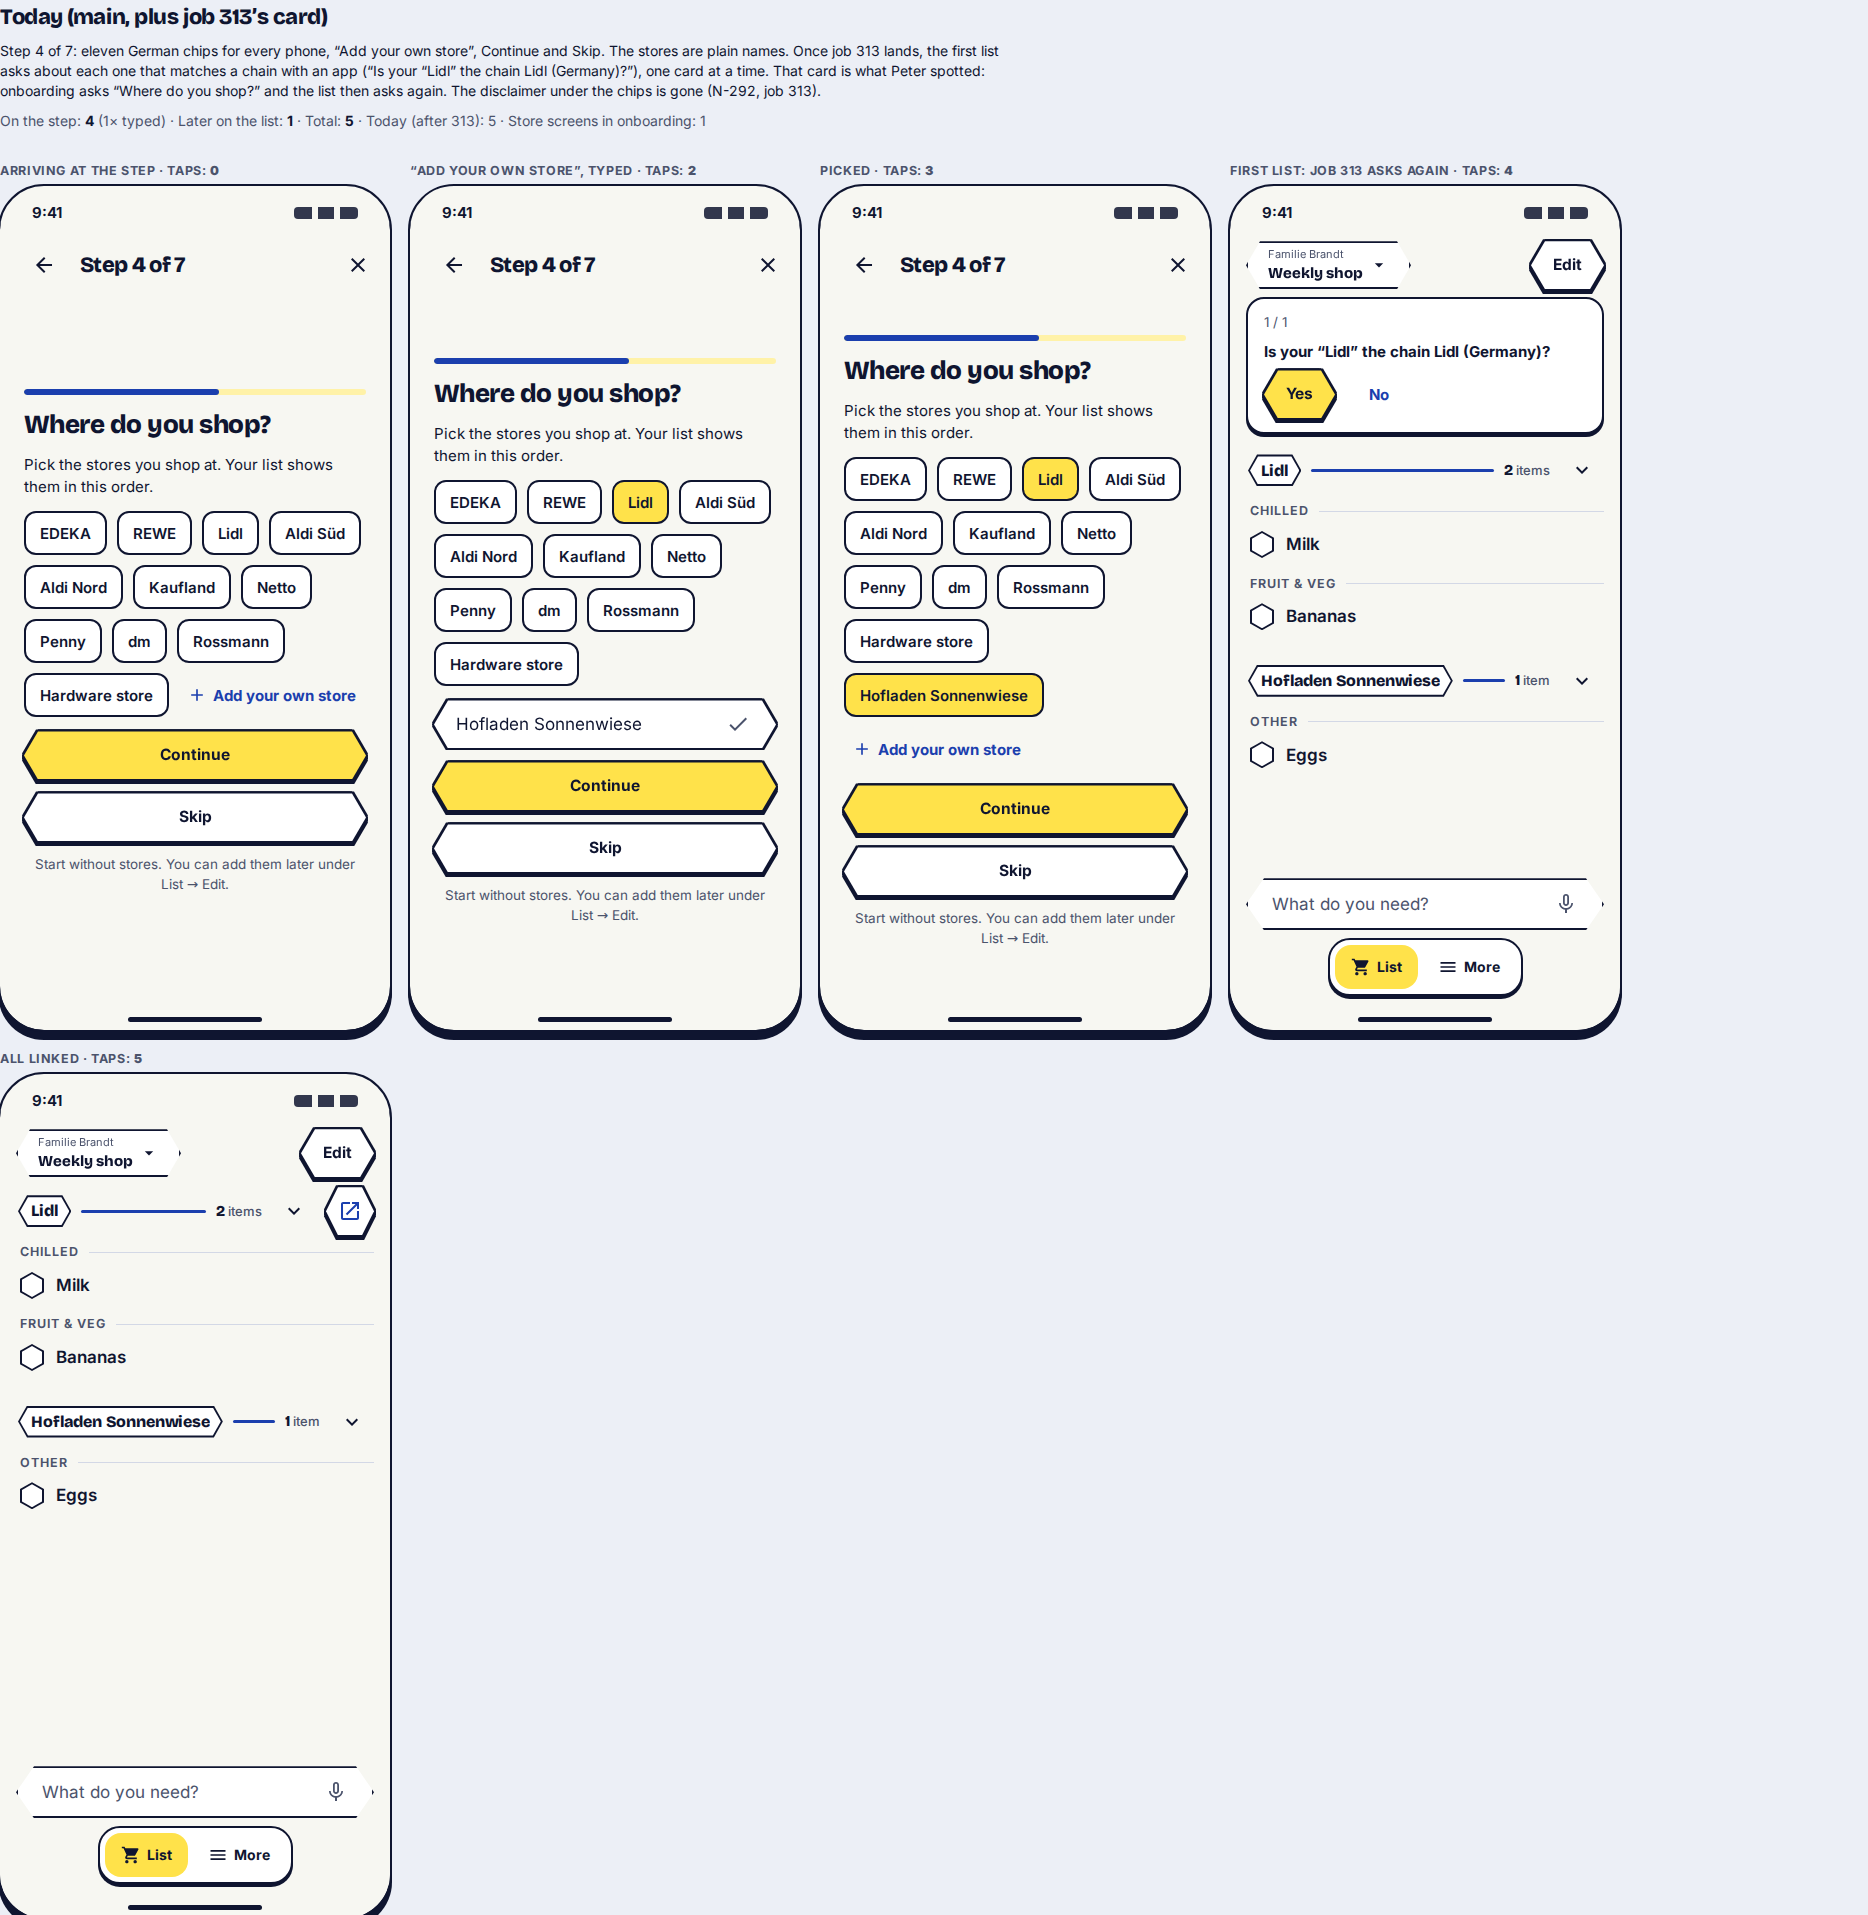 Today (main, plus job 313's card)
Step 4 of 7: eleven German chips for every phone, “Add your own store”, Continue and Skip. The stores are plain names. Once job 313 lands, the first list
asks about each one that matches a chain with an app (“Is your “Lidl” the chain Lidl (Germany)?”), one card at a time. That card is what Peter spotted:
onboarding asks “Where do you shop?” and the list then asks again. The disclaimer under the chips is gone (N-292, job 313).
On the step: 4 (1× typed) · Later on the list: 1 · Total: 5 · Today (after 313): 5 · Store screens in onboarding: 1
ARRIVING AT THE STEP · TAPS: 0
9:41
Step 4 of 7
Where do you shop?
Pick the stores you shop at. Your list shows
them in this order.
EDEKA REWE Lidl Aldi Süd
Aldi Nord Kaufland Netto
Penny dm Rossmann
Hardware store + Add your own store
Continue
Skip
Start without stores. You can add them later under
List → Edit.
“ADD YOUR OWN STORE”, TYPED · TAPS: 2
9:41
Step 4 of 7
Where do you shop?
Pick the stores you shop at. Your list shows
them in this order.
EDEKA REWE Lidl Aldi Süd
Aldi Nord Kaufland Netto
Penny dm Rossmann
Hardware store
Hofladen Sonnenwiese
Continue
Skip
Start without stores. You can add them later under
List → Edit.
PICKED · TAPS: 3
9:41
Step 4 of 7
Where do you shop?
Pick the stores you shop at. Your list shows
them in this order.
EDEKA REWE Lidl Aldi Süd
Aldi Nord Kaufland Netto
Penny dm Rossmann
Hardware store
Hofladen Sonnenwiese
+ Add your own store
Continue
Skip
Start without stores. You can add them later under
List → Edit.
FIRST LIST: JOB 313 ASKS AGAIN · TAPS: 4
9:41
Familie Brandt
Weekly shop
Edit
1 / 1
Is your “Lidl” the chain Lidl (Germany)?
Yes No
Lidl 2 items
CHILLED
Milk
FRUIT & VEG
Bananas
Hofladen Sonnenwiese 1 item
OTHER
Eggs
What do you need?
List More
ALL LINKED · TAPS: 5
9:41
Familie Brandt
Weekly shop
Edit
Lidl 2 items
CHILLED
Milk
FRUIT & VEG
Bananas
Hofladen Sonnenwiese 1 item
OTHER
Eggs
What do you need?
List More